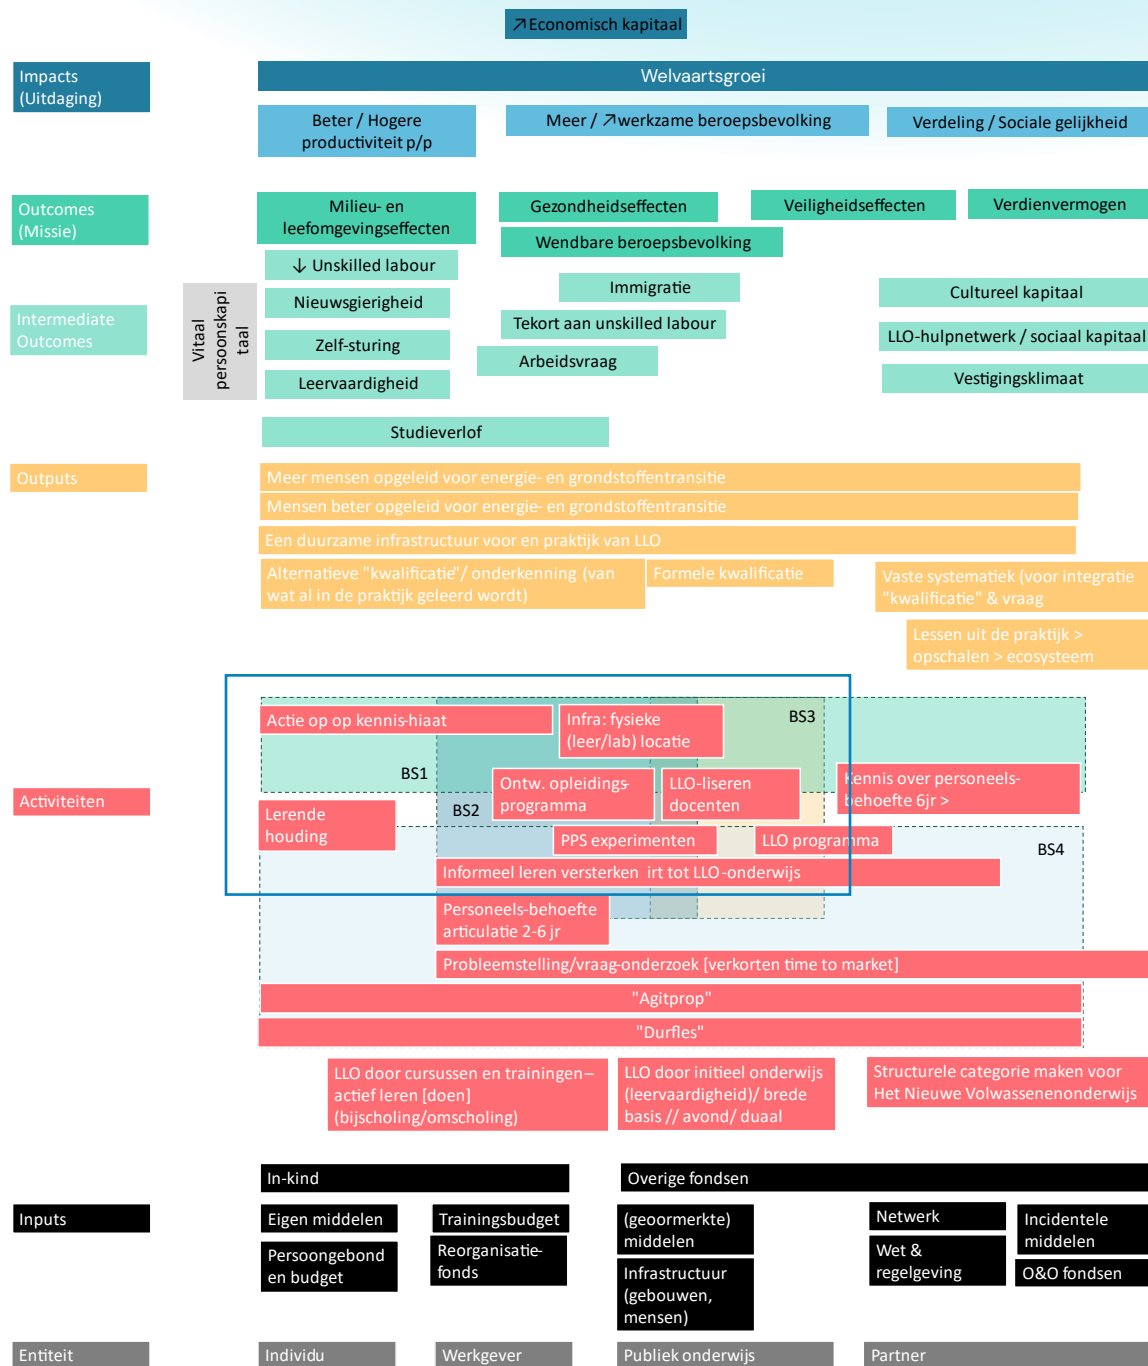 ↗Economisch kapitaal
Impacts
(Uitdaging)
Welvaartsgroei
Beter / Hogere
productiviteit p/p
Meer / ↗werkzame beroepsbevolking
Verdeling / Sociale gelijkheid
Outcomes
(Missie)
Milieu- en
leefomgevingseffecten
Gezondheidseffecten
Veiligheidseffecten
Verdienvermogen
Wendbare beroepsbevolking
↓ Unskilled labour
Intermediate
Outcomes
Vitaal
persoonskapi
taal
Nieuwsgierigheid
Zelf-sturing
Leervaardigheid
Immigratie
Tekort aan unskilled labour
Arbeidsvraag
Cultureel kapitaal
LLO-hulpnetwerk / sociaal kapitaal
Vestigingsklimaat
Studieverlof
Outputs
Meer mensen opgeleid voor energie- en grondstoffentransitie
Mensen beter opgeleid voor energie- en grondstoffentransitie
Een duurzame infrastructuur voor en praktijk van LLO
Alternatieve "kwalificatie"/ onderkenning (van
wat al in de praktijk geleerd wordt)
Formele kwalificatie
Vaste systematiek (voor integratie
"kwalificatie" & vraag
Lessen uit de praktijk >
opschalen > ecosysteem
Activiteiten
Actie op op kennis-hiaat
Infra: fysieke
(leer/lab) locatie
BS3
BS1
Ontw. opleidings-
programma
LLO-liseren
docenten
Kennis over personeels-
behoefte 6jr >
Lerende
houding
BS2
PPS experimenten
LLO programma
BS4
Informeel leren versterken irt tot LLO-onderwijs
Personeels-behoefte
articulatie 2-6 jr
Probleemstelling/vraag-onderzoek [verkorten time to market]
"Agitprop"
"Durfles"
LLO door cursussen en trainingen–
actief leren [doen]
(bijscholing/omscholing)
LLO door initieel onderwijs
(leervaardigheid)/ brede
basis // avond/ duaal
Structurele categorie maken voor
Het Nieuwe Volwassenenonderwijs
In-kind
Overige fondsen
Inputs
Eigen middelen
Persoongebond
en budget
Trainingsbudget
Reorganisatie-
fonds
(geoormerkte)
middelen
Infrastructuur
(gebouwen,
mensen)
Netwerk
Wet &
regelgeving
Incidentele
middelen
O&O fondsen
Entiteit
Individu
Werkgever
Publiek onderwijs
Partner